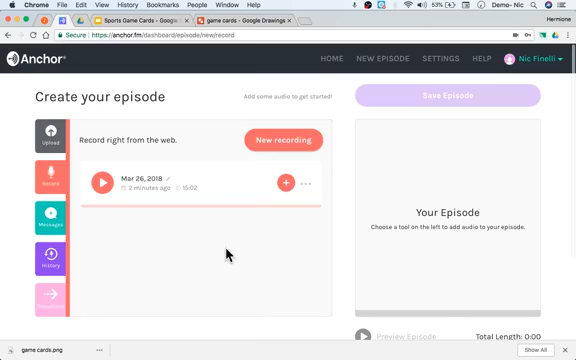 Chrome File Edit View History Bookmarks People Window Help 53% Demo- Nic
Sports Game Cards - Google game cards - Google Drawings Hermione
Secure https://anchor.fm/dashboard/episode/new/record
Anchor HOME NEW EPISODE SETTINGS HELP Nic Finelli
Create your episode
Add some audio to get started!
Save Episode
Upload
Record
Messages
History
Transitions
Record right from the web.
New recording
Mar 26, 2018
2 minutes ago 15:02
Your Episode
Choose a tool on the left to add audio to your episode.
Preview Episode Total Length: 0:00
game cards.png Show All